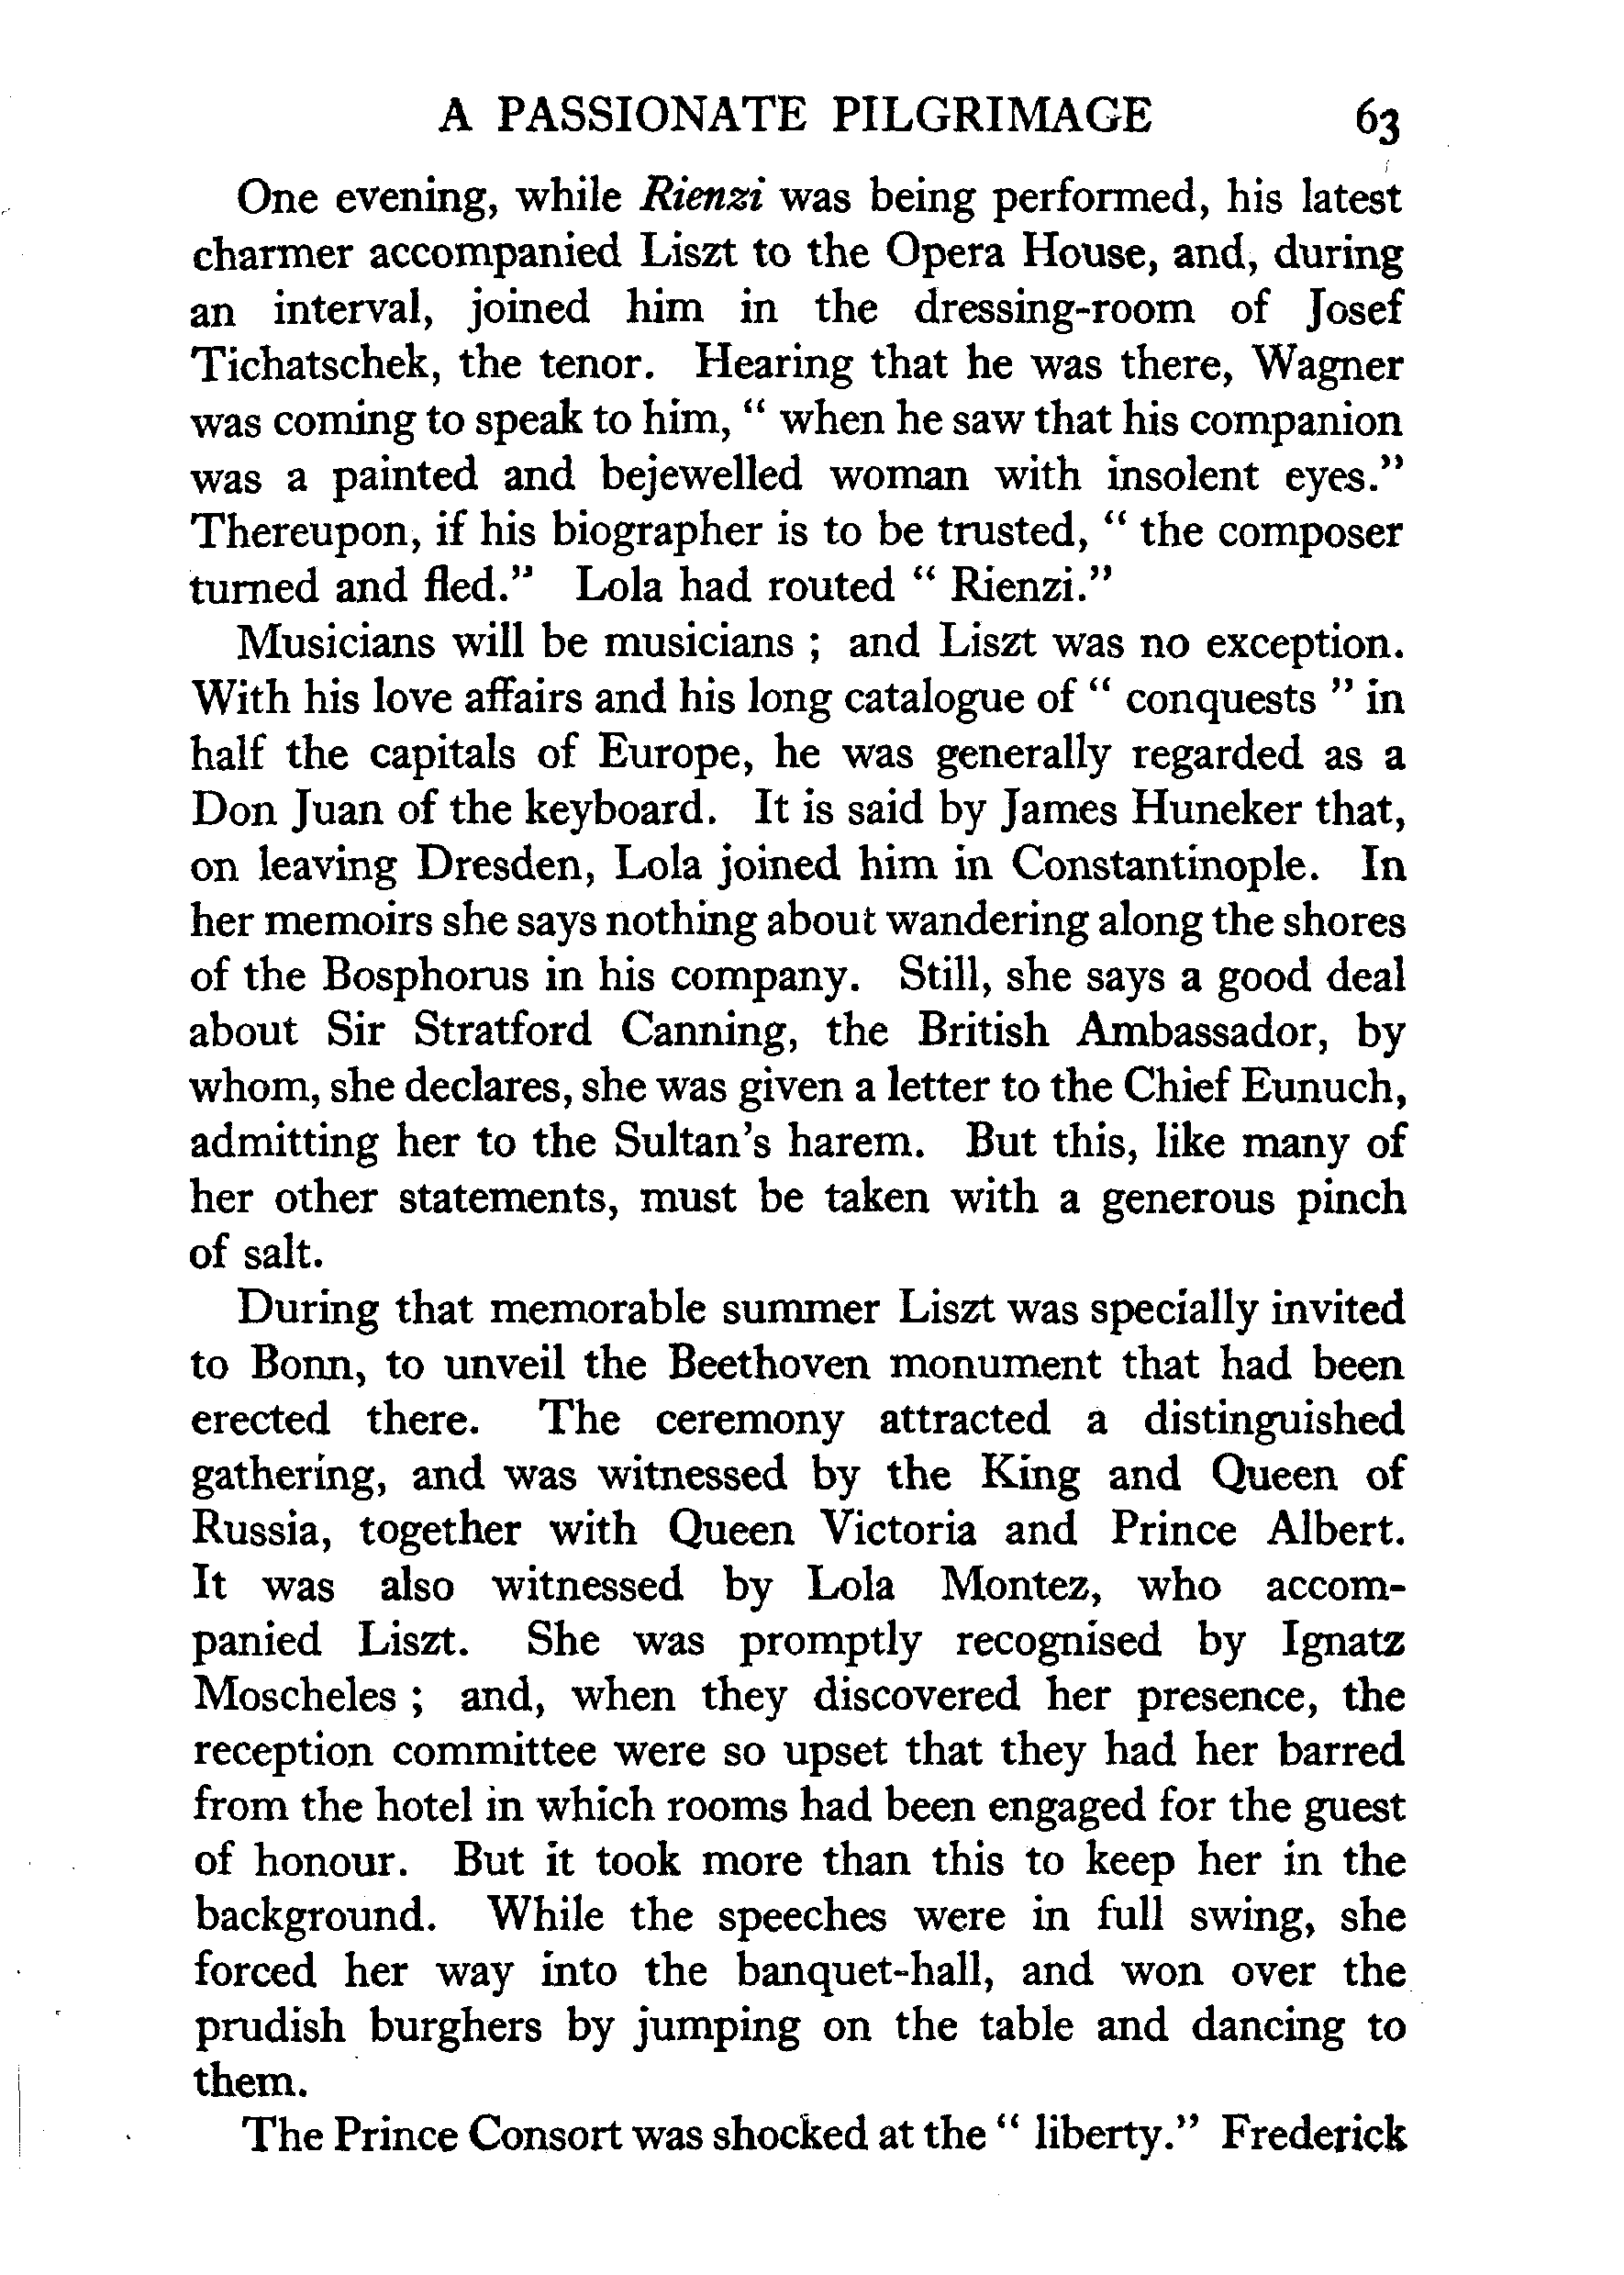 A PASSIONATE PILGRIMAGE 63
One evening, while Rienzi was being performed, his latest
charmer accompanied Liszt to the Opera House, and, during
an interval, joined him in the dressing-room of Josef
Tichatschek, the tenor. Hearing that he was there, Wagner
was coming to speak to him, " when he saw that his companion
was a painted and bejewelled woman with insolent eyes."
Thereupon, if his biographer is to be trusted, " the composer
turned and fled." Lola had routed " Rienzi."
Musicians will be musicians ; and Liszt was no exception.
With his love affairs and his long catalogue of " conquests " in
half the capitals of Europe, he was generally regarded as a
Don Juan of the keyboard. It is said by James Huneker that,
on leaving Dresden, Lola joined him in Constantinople. In
her memoirs she says nothing about wandering along the shores
of the Bosphorus in his company. Still, she says a good deal
about Sir Stratford Canning, the British Ambassador, by
whom, she declares, she was given a letter to the Chief Eunuch,
admitting her to the Sultan's harem. But this, like many of
her other statements, must be taken with a generous pinch
of salt.
During that memorable summer Liszt was specially invited
to Bonn, to unveil the Beethoven monument that had been
erected there. The ceremony attracted a distinguished
gathering, and was witnessed by the King and Queen of
Russia, together with Queen Victoria and Prince Albert.
It was also witnessed by Lola Montez, who accom-
panied Liszt. She was promptly recognised by Ignatz
Moscheles ; and, when they discovered her presence, the
reception committee were so upset that they had her barred
from the hotel in which rooms had been engaged for the guest
of honour. But it took more than this to keep her in the
background. While the speeches were in full swing, she
forced her way into the banquet-hall, and won over the
prudish burghers by jumping on the table and dancing to
them.
The Prince Consort was shocked at the " liberty." Frederick